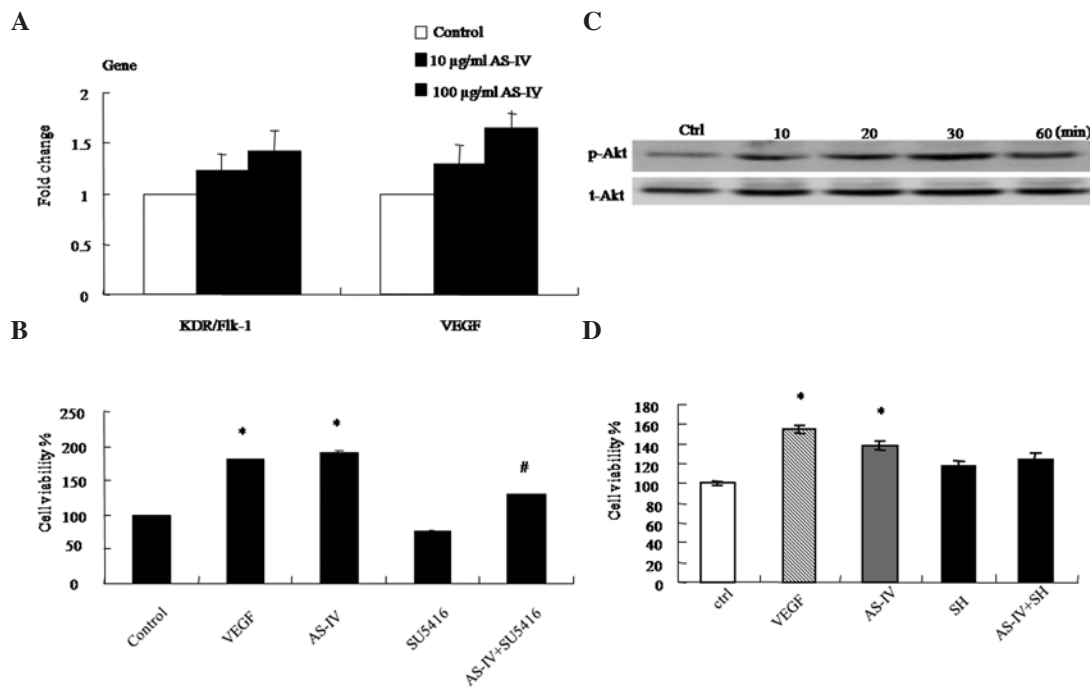 A
Gene
Control
10 µg/ml AS-IV
100 µg/ml AS-IV
Fold change
2
1.5
1
0.5
0
KDR/Flk-1
VEGF
B
Cell viability %
250
200
150
100
50
0
*
*
#
Control
VEGF
AS-IV
SU5416
AS-IV+SU5416
C
Ctrl 10 20 30 60 (min)
p-Akt
t-Akt
D
Cell viability %
180
160
140
120
100
80
60
40
20
0
*
*
ctrl
VEGF
AS-IV
SH
AS-IV+SH